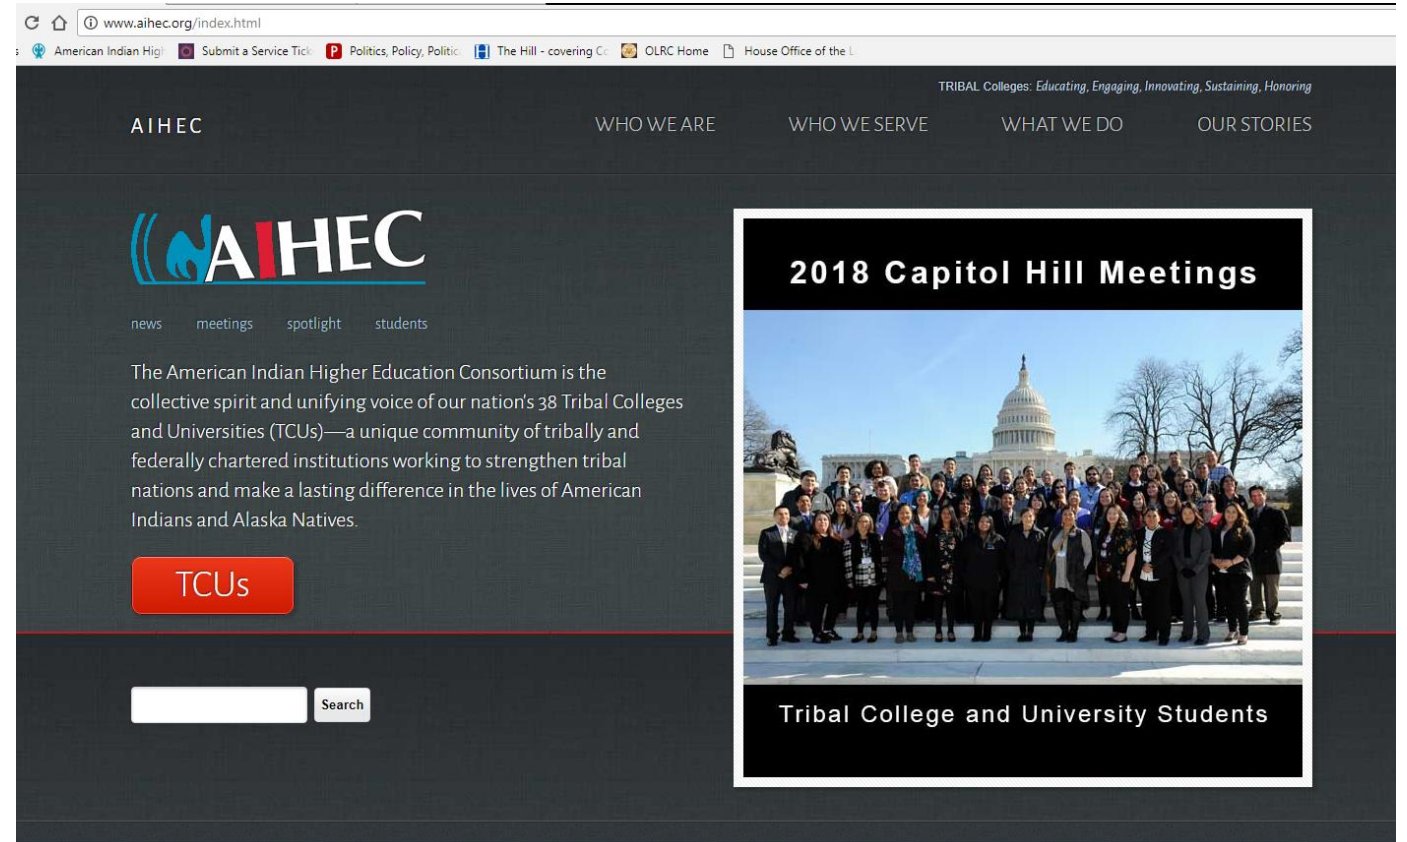 www.aihec.org/index.html
American Indian High
Submit a Service Tick
Politics, Policy, Politic
The Hill - covering Co
OLRC Home
House Office of the L
TRIBAL Colleges: Educating, Engaging, Innovating, Sustaining, Honoring
AIHEC
WHO WE ARE
WHO WE SERVE
WHAT WE DO
OUR STORIES
AIHEC
news
meetings
spotlight
students
The American Indian Higher Education Consortium is the
collective spirit and unifying voice of our nation's 38 Tribal Colleges
and Universities (TCUs)—a unique community of tribally and
federally chartered institutions working to strengthen tribal
nations and make a lasting difference in the lives of American
Indians and Alaska Natives.
TCUs
Search
2018 Capitol Hill Meetings
Tribal College and University Students